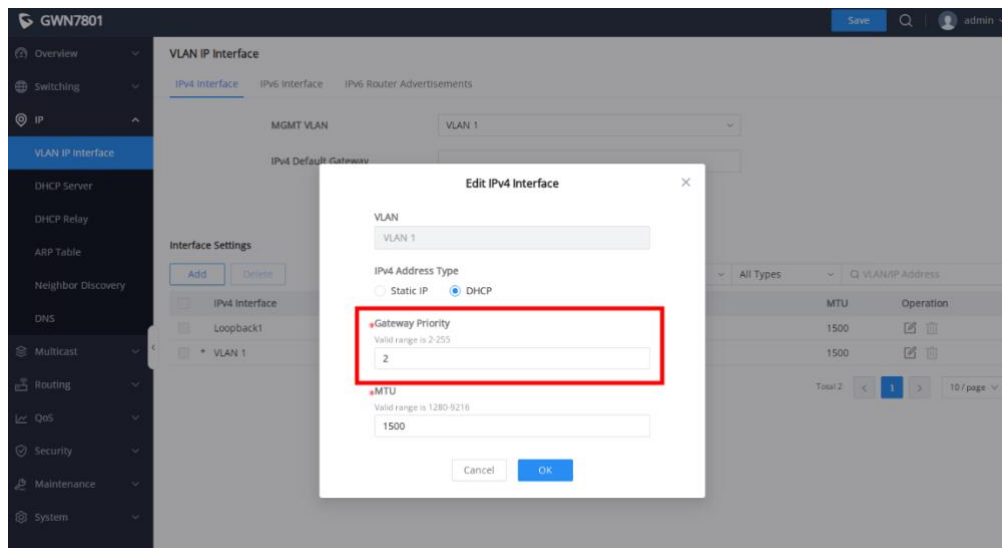 GWN7801
Save
admin
Overview
Switching
IP
VLAN IP Interface
DHCP Server
DHCP Relay
ARP Table
Neighbor Discovery
DNS
Multicast
Routing
QoS
Security
Maintenance
System
VLAN IP Interface
IPv4 Interface IPv6 Interface IPv6 Router Advertisements
MGMT VLAN VLAN 1
IPv4 Default Gateway
Interface Settings
Add Delete
All Types VLAN/IP Address
IPv4 Interface MTU Operation
Loopback1 1500
* VLAN 1 1500
Total 2 < 1 > 10 / page
Edit IPv4 Interface
VLAN
VLAN 1
IPv4 Address Type
Static IP DHCP
*Gateway Priority
Valid range is 2-255
2
*MTU
Valid range is 1280-9216
1500
Cancel OK